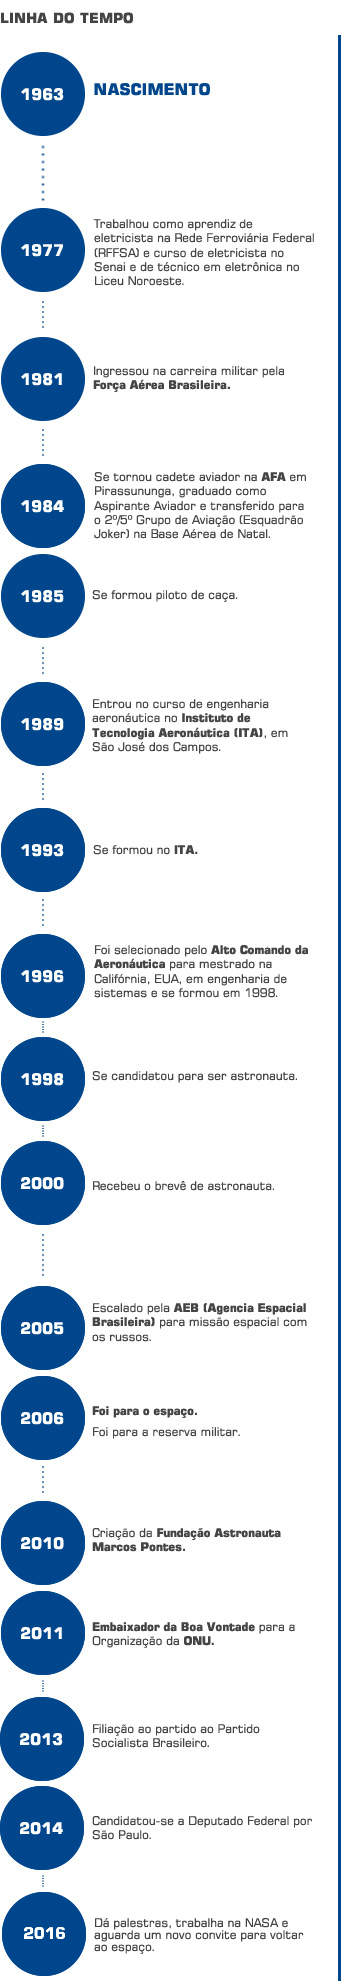 LINHA DO TEMPO
1963
NASCIMENTO
1977
Trabalhou como aprendiz de
eletricista na Rede Ferroviária Federal
(RFFSA) e curso de eletricista no
Senai e de técnico em eletrônica no
Liceu Noroeste.
1981
Ingressou na carreira militar pela
Força Aérea Brasileira.
1984
Se tornou cadete aviador na AFA em
Pirassununga, graduado como
Aspirante Aviador e transferido para
o 2º/5º Grupo de Aviação (Esquadrão
Joker) na Base Aérea de Natal.
1985
Se formou piloto de caça.
1989
Entrou no curso de engenharia
aeronáutica no Instituto de
Tecnologia Aeronáutica (ITA), em
São José dos Campos.
1993
Se formou no ITA.
1996
Foi selecionado pelo Alto Comando da
Aeronáutica para mestrado na
Califórnia, EUA, em engenharia de
sistemas e se formou em 1998.
1998
Se candidatou para ser astronauta.
2000
Recebeu o brevê de astronauta.
2005
Escalado pela AEB (Agencia Espacial
Brasileira) para missão espacial com
os russos.
2006
Foi para o espaço.
Foi para a reserva militar.
2010
Criação da Fundação Astronauta
Marcos Pontes.
2011
Embaixador da Boa Vontade para a
Organização da ONU.
2013
Filiação ao partido ao Partido
Socialista Brasileiro.
2014
Candidatou-se a Deputado Federal por
São Paulo.
2016
Dá palestras, trabalha na NASA e
aguarda um novo convite para voltar
ao espaço.